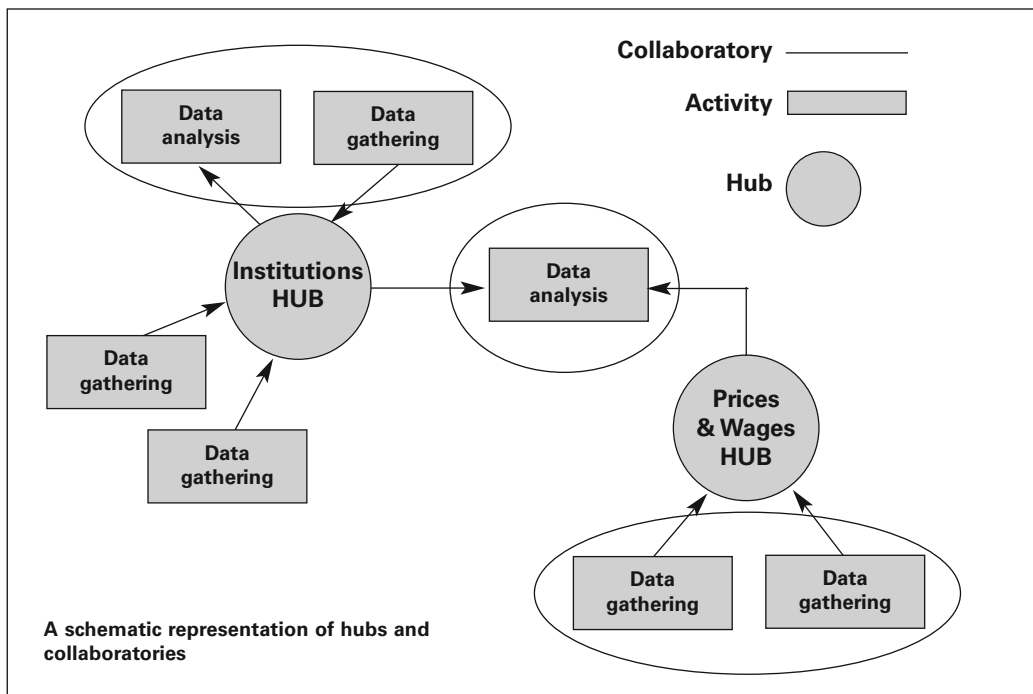 Collaboratory
Activity
Hub
Data
analysis
Data
gathering
Institutions
HUB
Data
analysis
Data
gathering
Data
gathering
Prices
& Wages
HUB
Data
gathering
Data
gathering
A schematic representation of hubs and
collaboratories